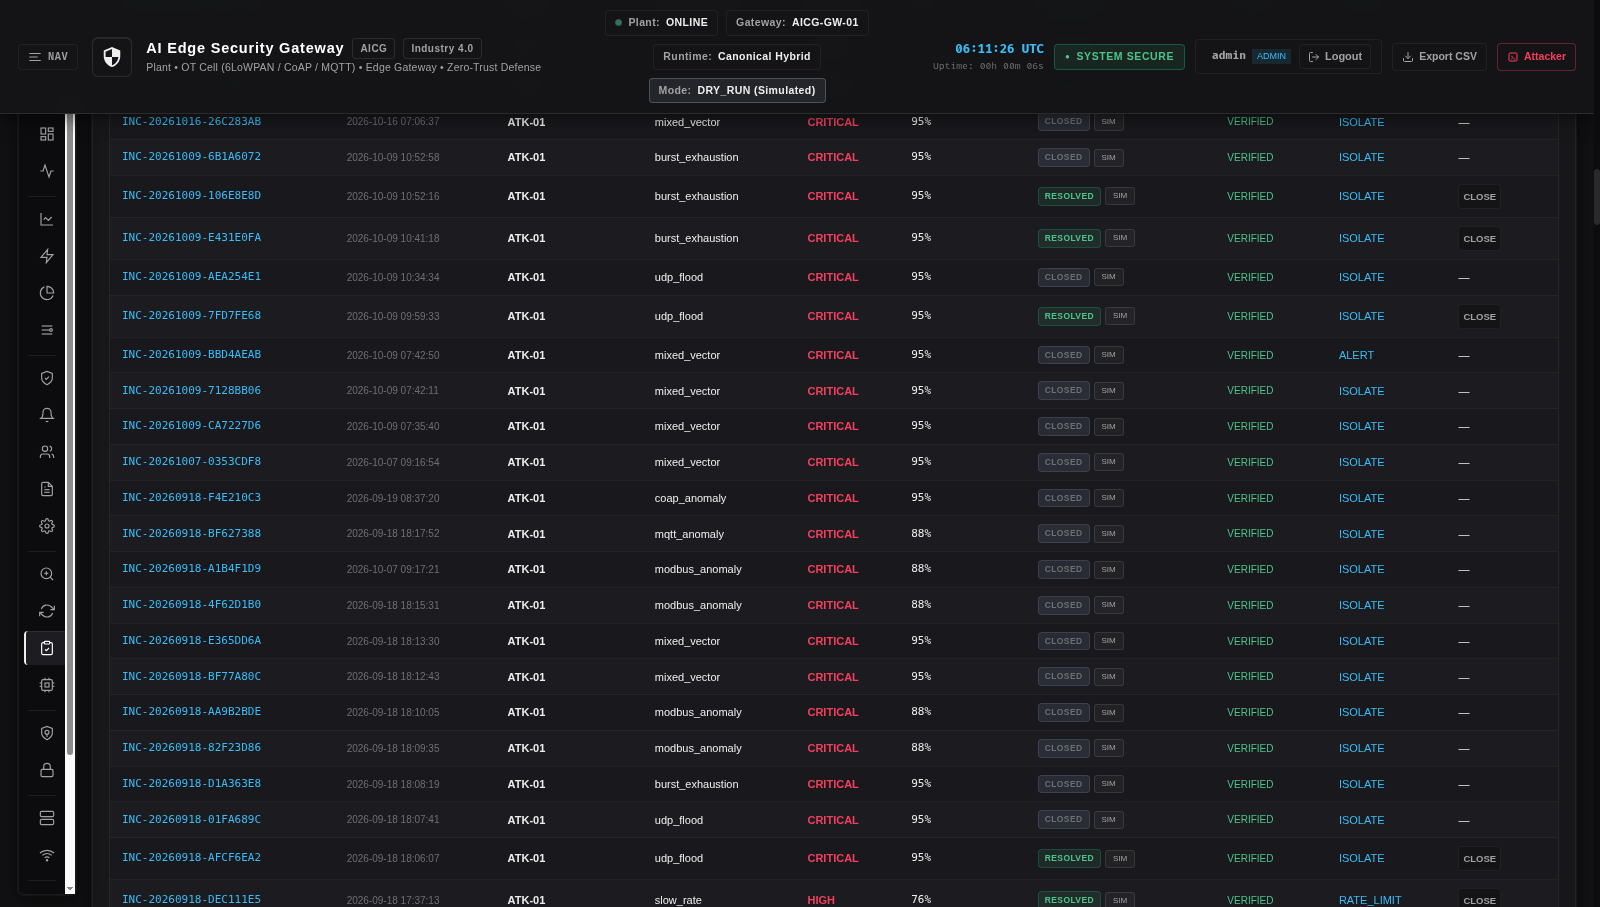 Plant: ONLINE
Gateway: AICG-GW-01
NAV
AI Edge Security Gateway AICG Industry 4.0
Plant • OT Cell (6LoWPAN / CoAP / MQTT) • Edge Gateway • Zero-Trust Defense
Runtime: Canonical Hybrid
Mode: DRY_RUN (Simulated)
06:11:26 UTC
Uptime: 00h 00m 06s
• SYSTEM SECURE
admin ADMIN Logout
Export CSV
Attacker
INC-20261016-26C283AB 2026-10-16 07:06:37 ATK-01 mixed_vector CRITICAL 95% CLOSED SIM VERIFIED ISOLATE —
INC-20261009-6B1A6072 2026-10-09 10:52:58 ATK-01 burst_exhaustion CRITICAL 95% CLOSED SIM VERIFIED ISOLATE —
INC-20261009-106E8E8D 2026-10-09 10:52:16 ATK-01 burst_exhaustion CRITICAL 95% RESOLVED SIM VERIFIED ISOLATE CLOSE
INC-20261009-E431E0FA 2026-10-09 10:41:18 ATK-01 burst_exhaustion CRITICAL 95% RESOLVED SIM VERIFIED ISOLATE CLOSE
INC-20261009-AEA254E1 2026-10-09 10:34:34 ATK-01 udp_flood CRITICAL 95% CLOSED SIM VERIFIED ISOLATE —
INC-20261009-7FD7FE68 2026-10-09 09:59:33 ATK-01 udp_flood CRITICAL 95% RESOLVED SIM VERIFIED ISOLATE CLOSE
INC-20261009-BBD4AEAB 2026-10-09 07:42:50 ATK-01 mixed_vector CRITICAL 95% CLOSED SIM VERIFIED ALERT —
INC-20261009-7128BB06 2026-10-09 07:42:11 ATK-01 mixed_vector CRITICAL 95% CLOSED SIM VERIFIED ISOLATE —
INC-20261009-CA7227D6 2026-10-09 07:35:40 ATK-01 mixed_vector CRITICAL 95% CLOSED SIM VERIFIED ISOLATE —
INC-20261007-0353CDF8 2026-10-07 09:16:54 ATK-01 mixed_vector CRITICAL 95% CLOSED SIM VERIFIED ISOLATE —
INC-20260918-F4E210C3 2026-09-19 08:37:20 ATK-01 coap_anomaly CRITICAL 95% CLOSED SIM VERIFIED ISOLATE —
INC-20260918-BF627388 2026-09-18 18:17:52 ATK-01 mqtt_anomaly CRITICAL 88% CLOSED SIM VERIFIED ISOLATE —
INC-20260918-A1B4F1D9 2026-10-07 09:17:21 ATK-01 modbus_anomaly CRITICAL 88% CLOSED SIM VERIFIED ISOLATE —
INC-20260918-4F62D1B0 2026-09-18 18:15:31 ATK-01 modbus_anomaly CRITICAL 88% CLOSED SIM VERIFIED ISOLATE —
INC-20260918-E365DD6A 2026-09-18 18:13:30 ATK-01 mixed_vector CRITICAL 95% CLOSED SIM VERIFIED ISOLATE —
INC-20260918-BF77A80C 2026-09-18 18:12:43 ATK-01 mixed_vector CRITICAL 95% CLOSED SIM VERIFIED ISOLATE —
INC-20260918-AA9B2BDE 2026-09-18 18:10:05 ATK-01 modbus_anomaly CRITICAL 88% CLOSED SIM VERIFIED ISOLATE —
INC-20260918-82F23D86 2026-09-18 18:09:35 ATK-01 modbus_anomaly CRITICAL 88% CLOSED SIM VERIFIED ISOLATE —
INC-20260918-D1A363E8 2026-09-18 18:08:19 ATK-01 burst_exhaustion CRITICAL 95% CLOSED SIM VERIFIED ISOLATE —
INC-20260918-01FA689C 2026-09-18 18:07:41 ATK-01 udp_flood CRITICAL 95% CLOSED SIM VERIFIED ISOLATE —
INC-20260918-AFCF6EA2 2026-09-18 18:06:07 ATK-01 udp_flood CRITICAL 95% RESOLVED SIM VERIFIED ISOLATE CLOSE
INC-20260918-DEC111E5 2026-09-18 17:37:13 ATK-01 slow_rate HIGH 76% RESOLVED SIM VERIFIED RATE_LIMIT CLOSE